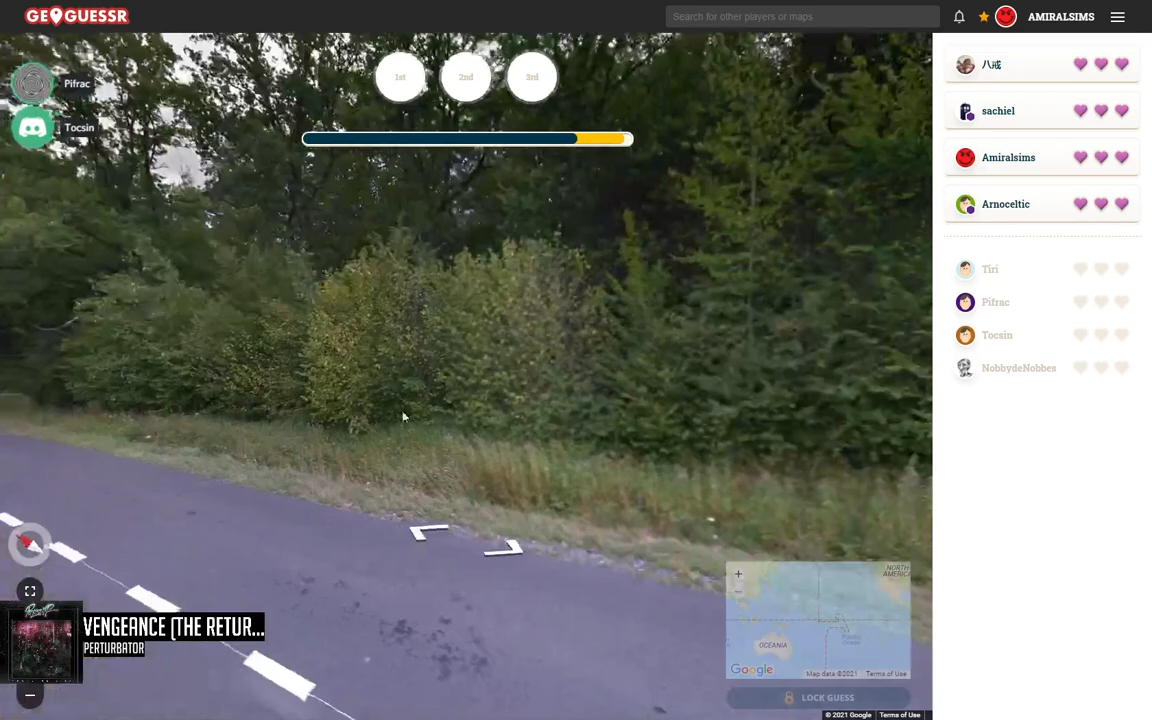 GEOGUESSR
Search for other players or maps
AMIRALSIMS
Pifrac
Tocsin
1st
2nd
3rd
八戒
sachiel
Amiralsims
Arnoceltic
Tiri
Pifrac
Tocsin
NobbydeNobbes
VENGEANCE (THE RETUR...
PERTURBATOR
NORTH
AMERICA
OCEANIA
Pacific
Ocean
Google
Map data ©2021
Terms of Use
LOCK GUESS
© 2021 Google
Terms of Use